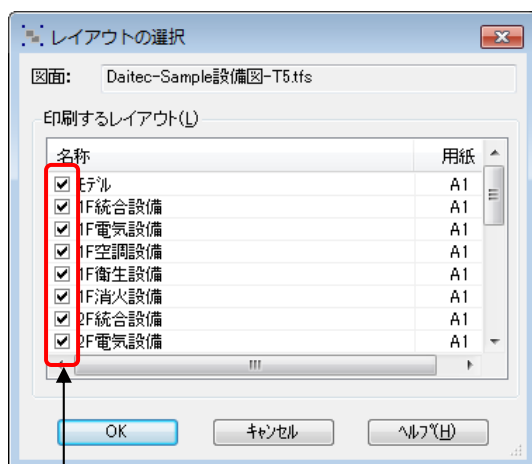 レイアウトの選択
図面: Daitec-Sample設備図-T5.tfs
印刷するレイアウト(L)
名称 用紙
モデル A1
1F統合設備 A1
1F電気設備 A1
1F空調設備 A1
1F衛生設備 A1
1F消火設備 A1
2F統合設備 A1
2F電気設備 A1
OK キャンセル ヘルプ(H)